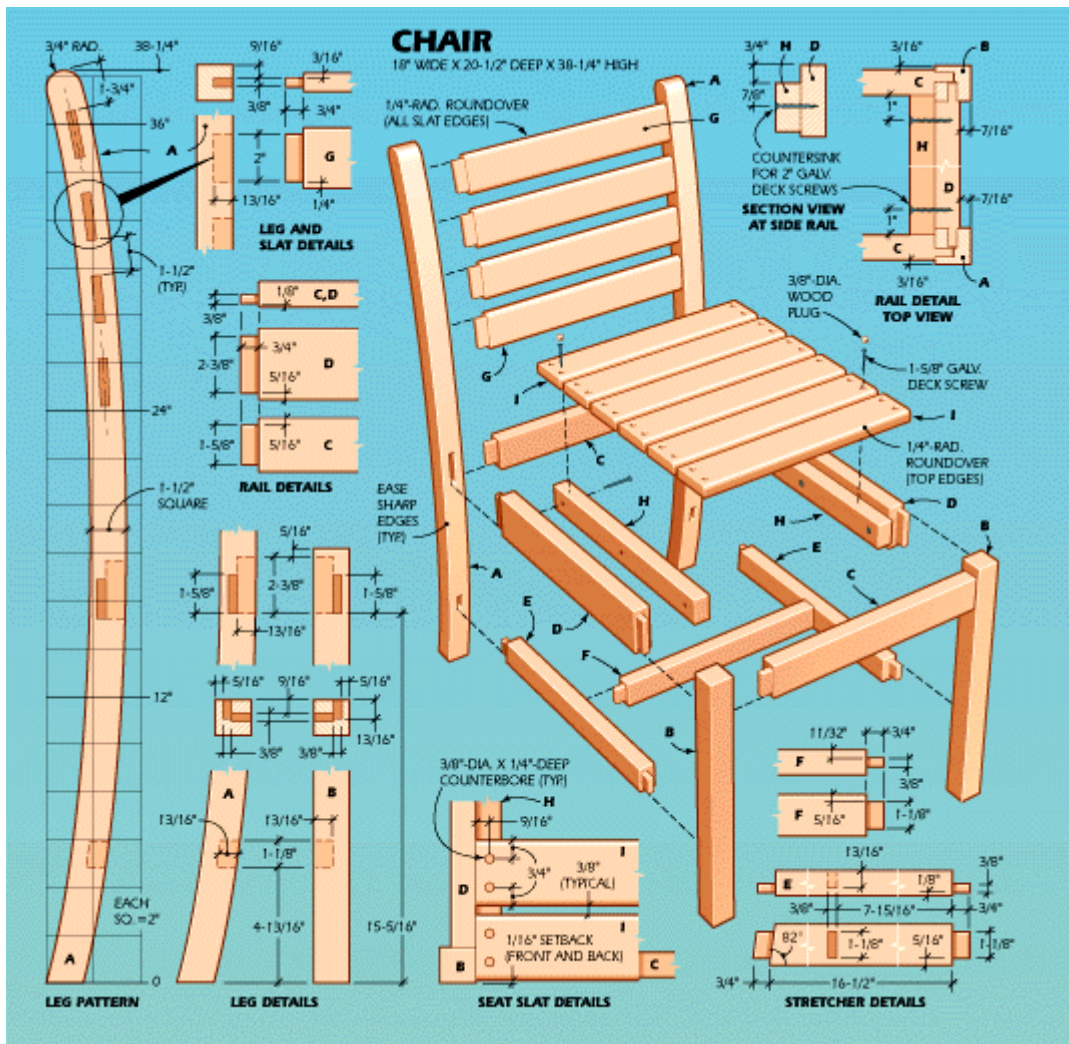 CHAIR
18" WIDE X 20-1/2" DEEP X 38-1/4" HIGH
3/4" RAD.
38-1/4"
1-3/4"
36"
A
1-1/2"
(TYP.)
24"
1-1/2"
SQUARE
12"
EACH
SQ. = 2"
A
0
LEG PATTERN
9/16"
3/16"
3/8"
3/4"
2"
G
13/16"
1/4"
LEG AND
SLAT DETAILS
1/8"
C, D
3/8"
3/4"
2-3/8"
D
5/16"
1-5/8"
5/16"
C
RAIL DETAILS
5/16"
2-3/8"
1-5/8"
1-5/8"
13/16"
5/16"
9/16"
5/16"
3/8"
3/8"
13/16"
A
B
13/16"
13/16"
1-1/8"
4-13/16"
15-5/16"
LEG DETAILS
1/4"-RAD. ROUNDOVER
(ALL SLAT EDGES)
A
G
G
I
C
EASE
SHARP
EDGES
(TYP.)
A
H
E
D
F
B
3/8"-DIA.
WOOD
PLUG
1-5/8" GALV.
DECK SCREW
I
1/4"-RAD.
ROUNDOVER
(TOP EDGES)
D
H
B
E
C
3/4"
H
D
7/8"
COUNTERSINK
FOR 2" GALV.
DECK SCREWS
SECTION VIEW
AT SIDE RAIL
3/16"
B
C
1"
7/16"
H
D
7/16"
1"
C
3/16"
A
RAIL DETAIL
TOP VIEW
3/8"-DIA. X 1/4"-DEEP
COUNTERBORE (TYP.)
H
9/16"
I
3/4"
3/8"
(TYPICAL)
D
I
1/16" SETBACK
(FRONT AND BACK)
B
C
SEAT SLAT DETAILS
11/32"
3/4"
F
3/8"
F
5/16"
1-1/8"
13/16"
3/8"
E
1/8"
3/8"
7-15/16"
3/4"
82°
1-1/8"
5/16"
1-1/8"
3/4"
16-1/2"
STRETCHER DETAILS